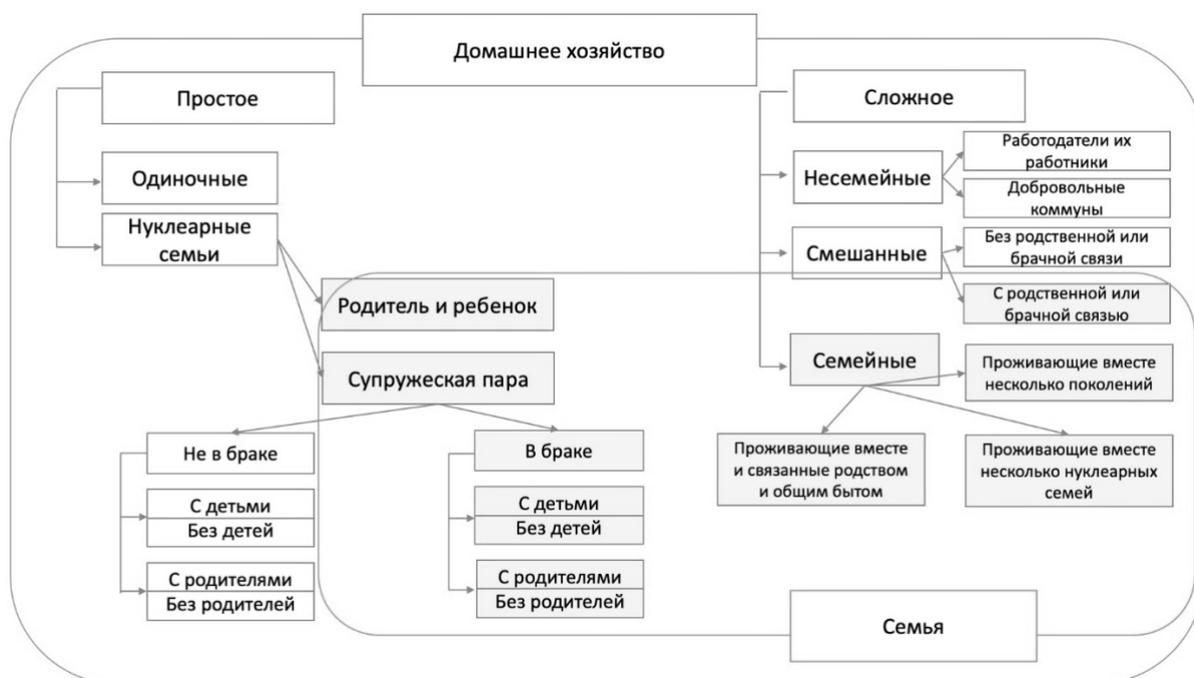 Домашнее хозяйство
Простое
Одиночные
Нуклеарные
семьи
Родитель и ребенок
Супружеская пара
Не в браке
С детьми
Без детей
С родителями
Без родителей
В браке
С детьми
Без детей
С родителями
Без родителей
Сложное
Несемейные
Работодатели их
работники
Добровольные
коммуны
Смешанные
Без родственной или
брачной связи
С родственной или
брачной связью
Семейные
Проживающие вместе
несколько поколений
Проживающие вместе
и связанные родством
и общим бытом
Проживающие вместе
несколько нуклеарных
семей
Семья